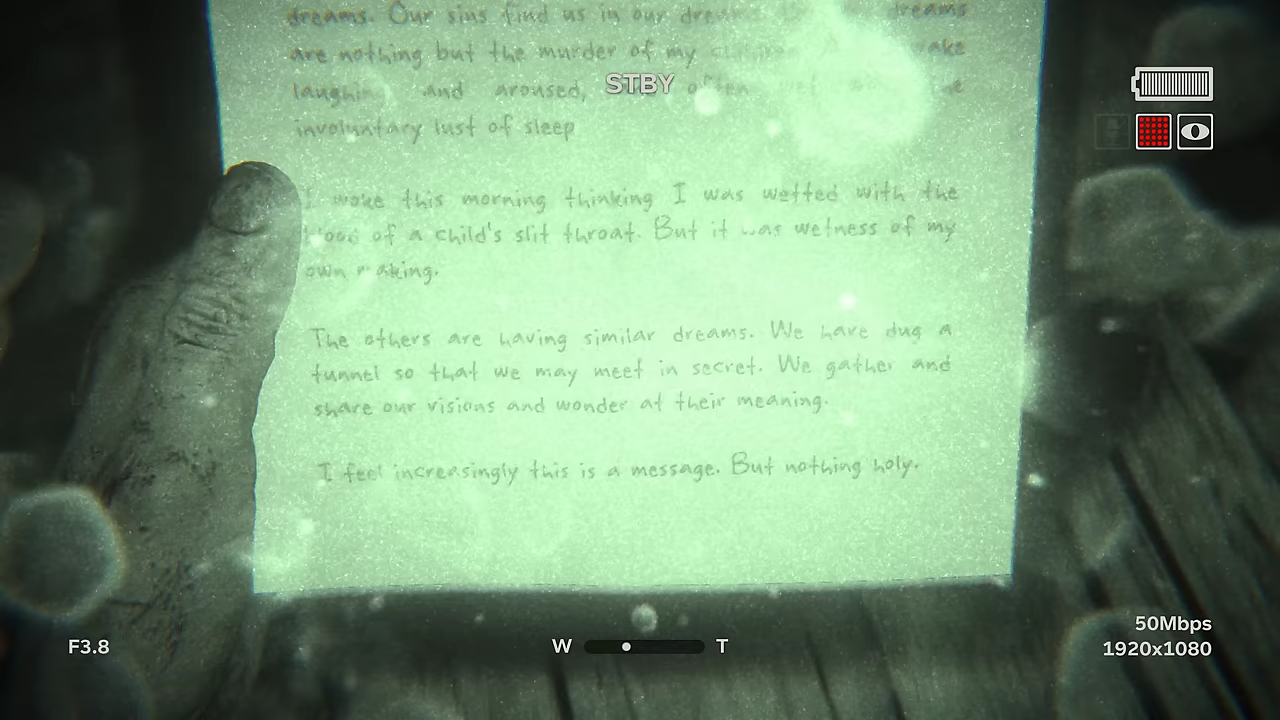 dreams. Our sins find us in our dreams
are nothing but the murder of my wake
laughing and aroused, often wet
involuntary lust of sleep
STBY
I woke this morning thinking I was wetted with the
blood of a child's slit throat. But it was wetness of my
own making.
The others are having similar dreams. We have dug a
tunnel so that we may meet in secret. We gather and
share our visions and wonder at their meaning.
I feel increasingly this is a message. But nothing holy.
F3.8
W T
50Mbps
1920x1080